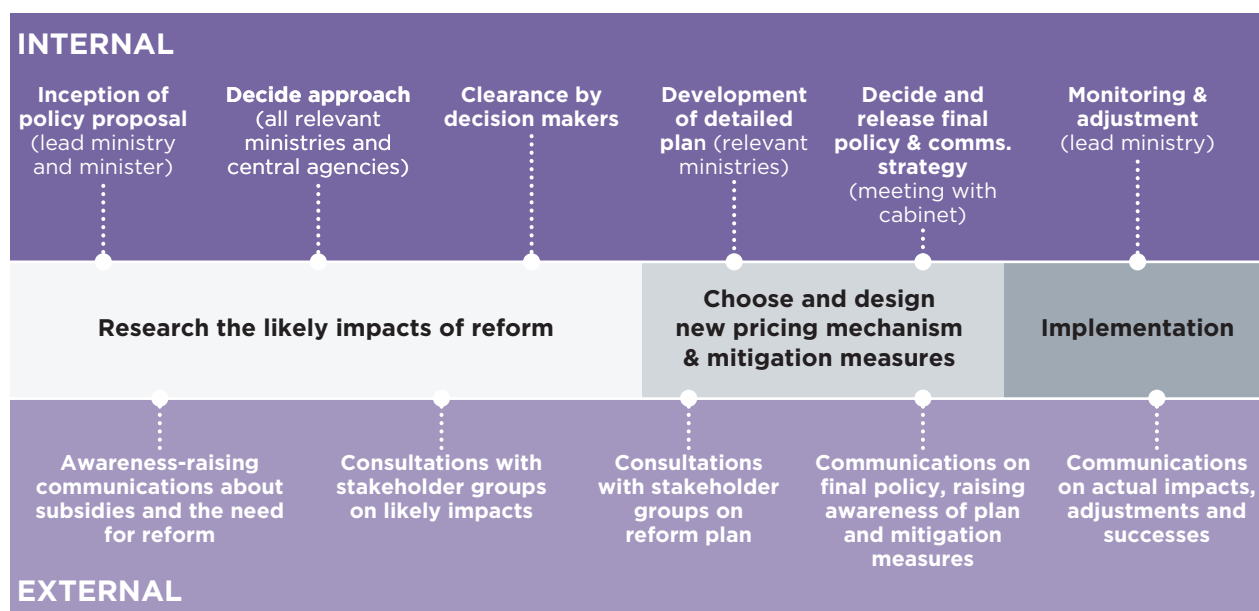 INTERNAL
Inception of
policy proposal
(lead ministry
and minister)
Decide approach
(all relevant
ministries and
central agencies)
Clearance by
decision makers
Development
of detailed
plan (relevant
ministries)
Decide and
release final
policy & comms.
strategy
(meeting with
cabinet)
Monitoring &
adjustment
(lead ministry)
Research the likely impacts of reform
Choose and design
new pricing mechanism
& mitigation measures
Implementation
Awareness-raising
communications about
subsidies and the need
for reform
Consultations with
stakeholder groups
on likely impacts
Consultations
with stakeholder
groups on
reform plan
Communications on
final policy, raising
awareness of plan
and mitigation
measures
Communications
on actual impacts,
adjustments and
successes
EXTERNAL